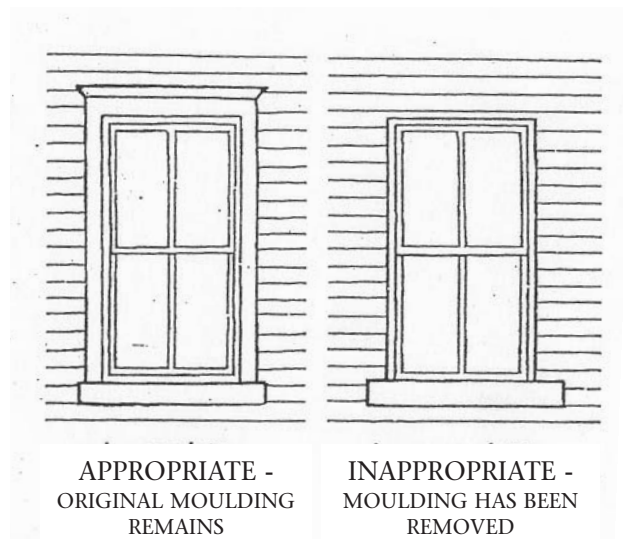 APPROPRIATE -
ORIGINAL MOULDING
REMAINS
INAPPROPRIATE -
MOULDING HAS BEEN
REMOVED